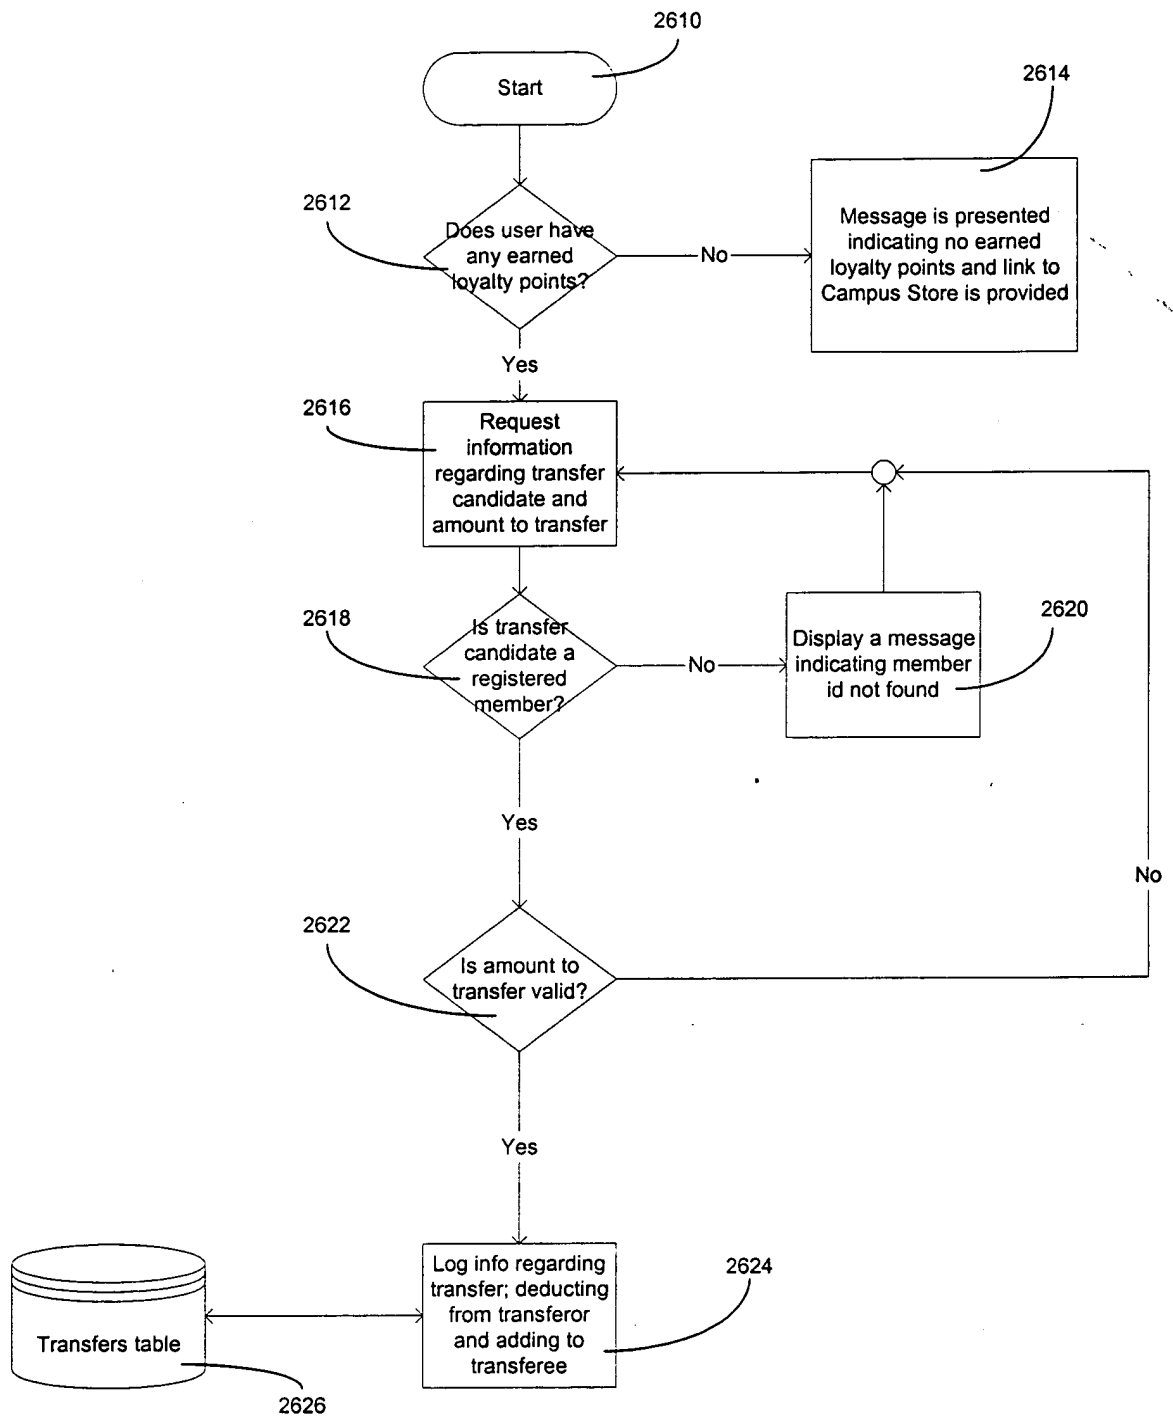 2610
Start
2614
2612
Does user have
any earned
loyalty points?
No
Message is presented
indicating no earned
loyalty points and link to
Campus Store is provided
Yes
2616
Request
information
regarding transfer
candidate and
amount to transfer
2618
Is transfer
candidate a
registered
member?
No
2620
Display a message
indicating member
id not found
Yes
No
2622
Is amount to
transfer valid?
Yes
2624
Log info regarding
transfer; deducting
from transferor
and adding to
transferee
Transfers table
2626